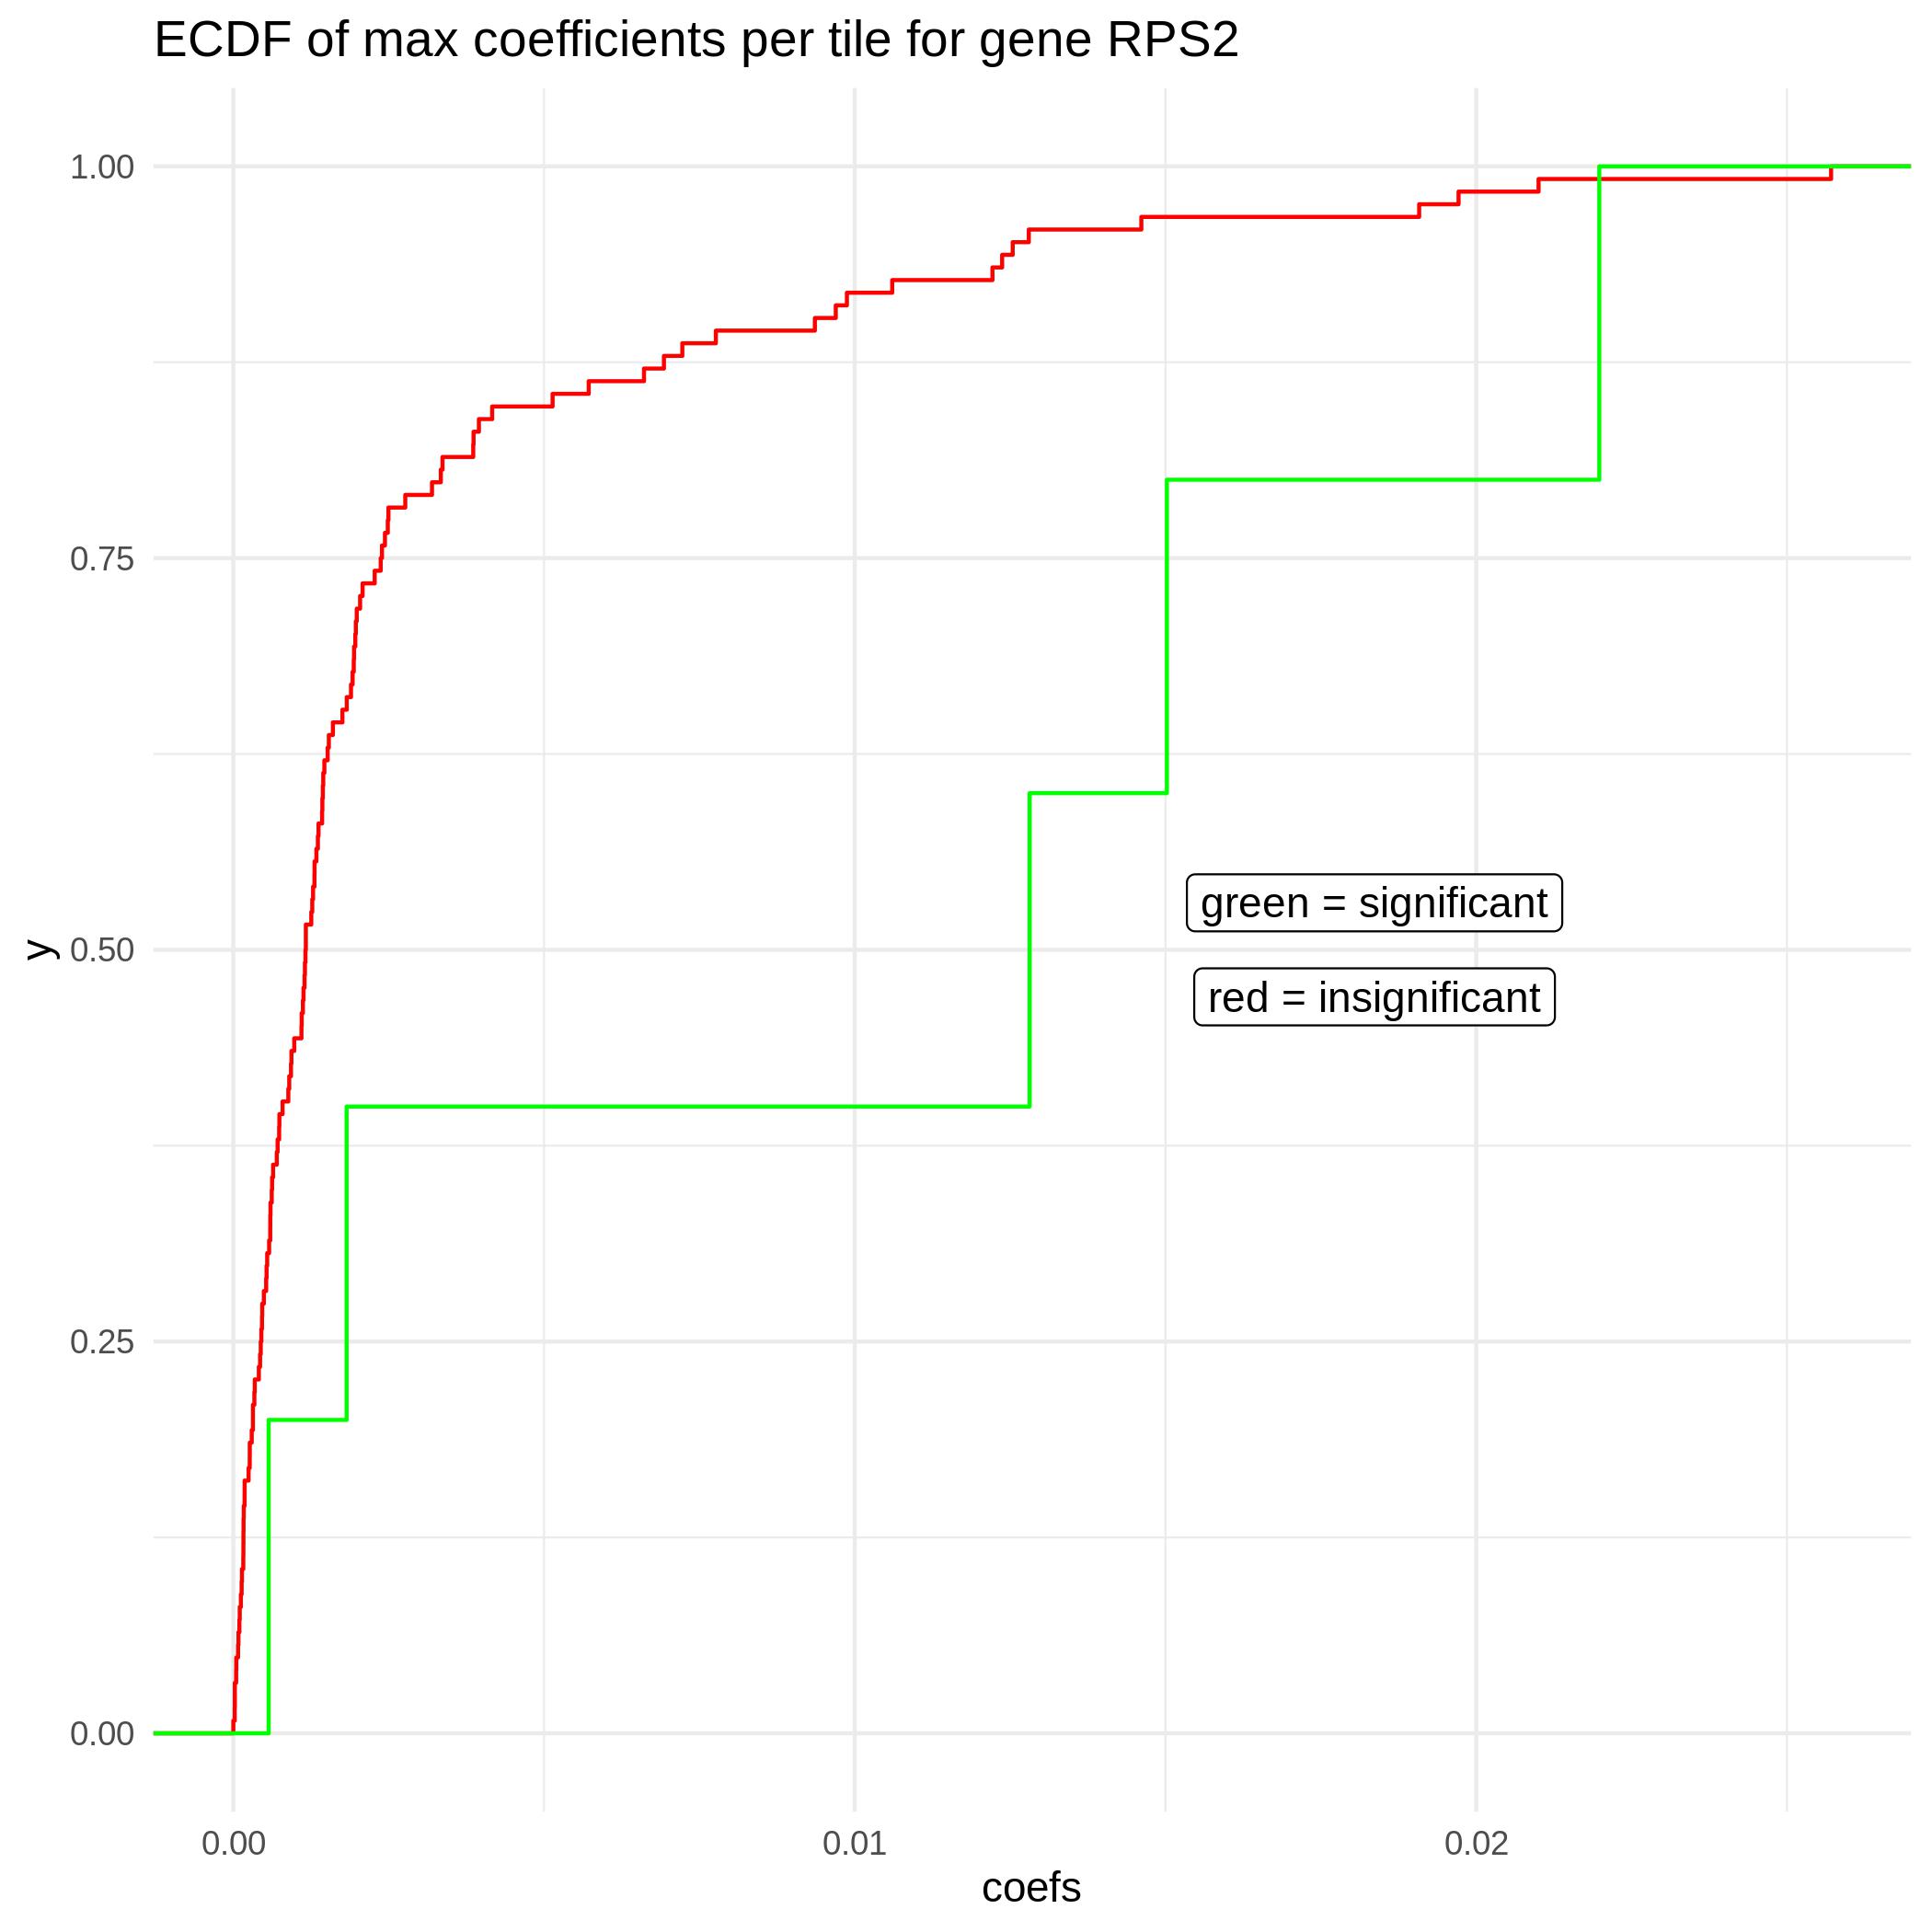 ECDF of max coefficients per tile for gene RPS2
1.00
0.75
0.50
0.25
0.00
y
green = significant
red = insignificant
0.00
0.01
0.02
coefs